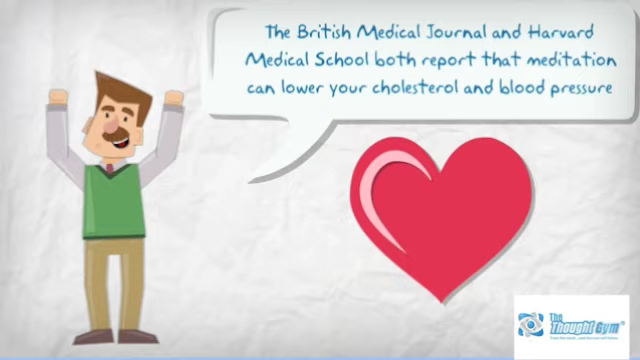 The British Medical Journal and Harvard
Medical School both report that meditation
can lower your cholesterol and blood pressure
The
Thought Gym®